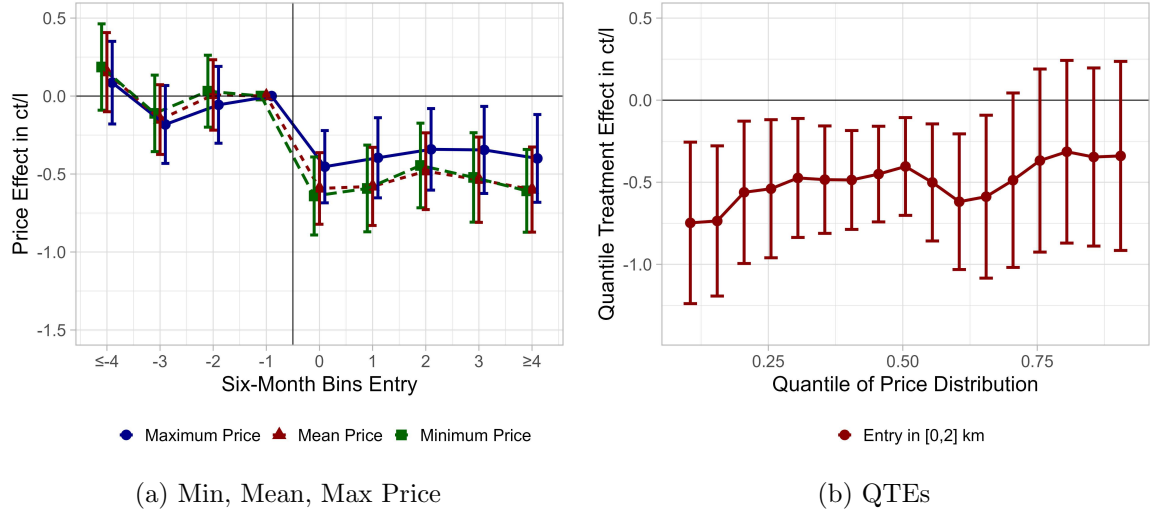 Price Effect in ct/l
0.5
0.0
-0.5
-1.0
-1.5
≤-4 -3 -2 -1 0 1 2 3 ≥4
Six-Month Bins Entry
Maximum Price Mean Price Minimum Price
(a) Min, Mean, Max Price
Quantile Treatment Effect in ct/l
0.5
0.0
-0.5
-1.0
0.25 0.50 0.75
Quantile of Price Distribution
Entry in [0,2] km
(b) QTEs